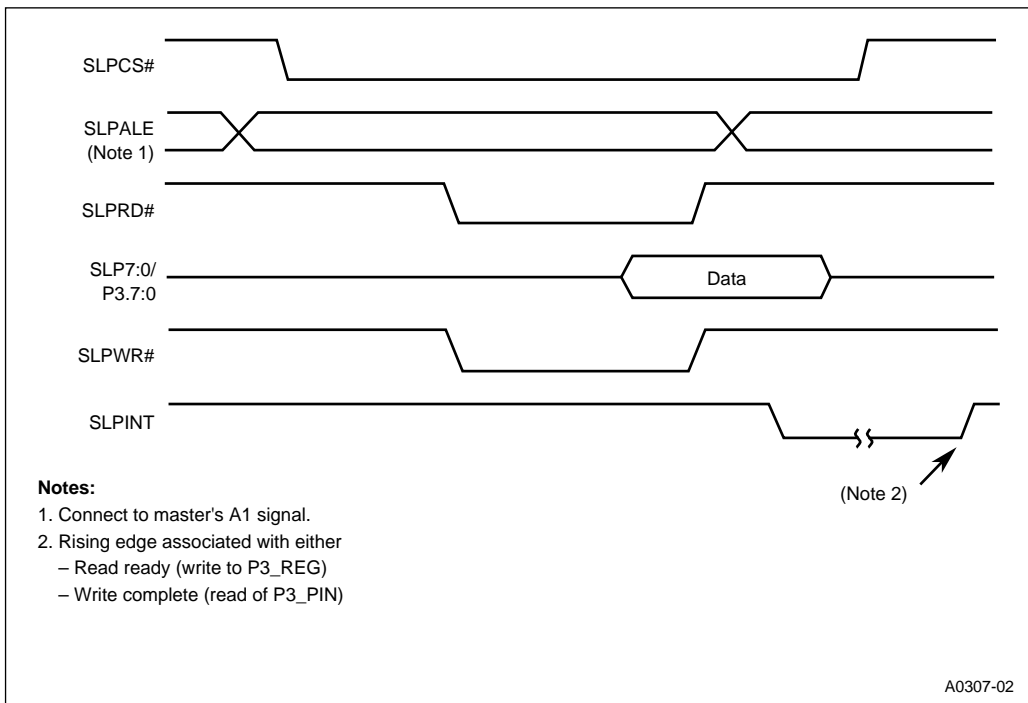 SLPCS#
SLPALE
(Note 1)
SLPRD#
SLP7:0/
P3.7:0
Data
SLPWR#
SLPINT
(Note 2)
Notes:
1. Connect to master's A1 signal.
2. Rising edge associated with either
– Read ready (write to P3_REG)
– Write complete (read of P3_PIN)
A0307-02